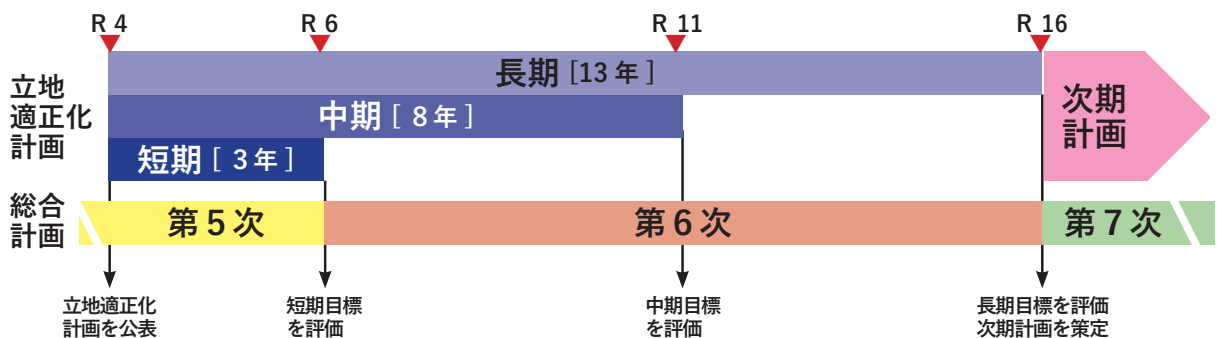 R 4
R 6
R 11
R 16
立地
適正化
計画
長期 [13 年 ]
中期 [ 8 年 ]
短期 [ 3 年 ]
次期
計画
総合
計画
第 5 次
第 6 次
第 7 次
立地適正化
計画を公表
短期目標
を評価
中期目標
を評価
長期目標を評価
次期計画を策定